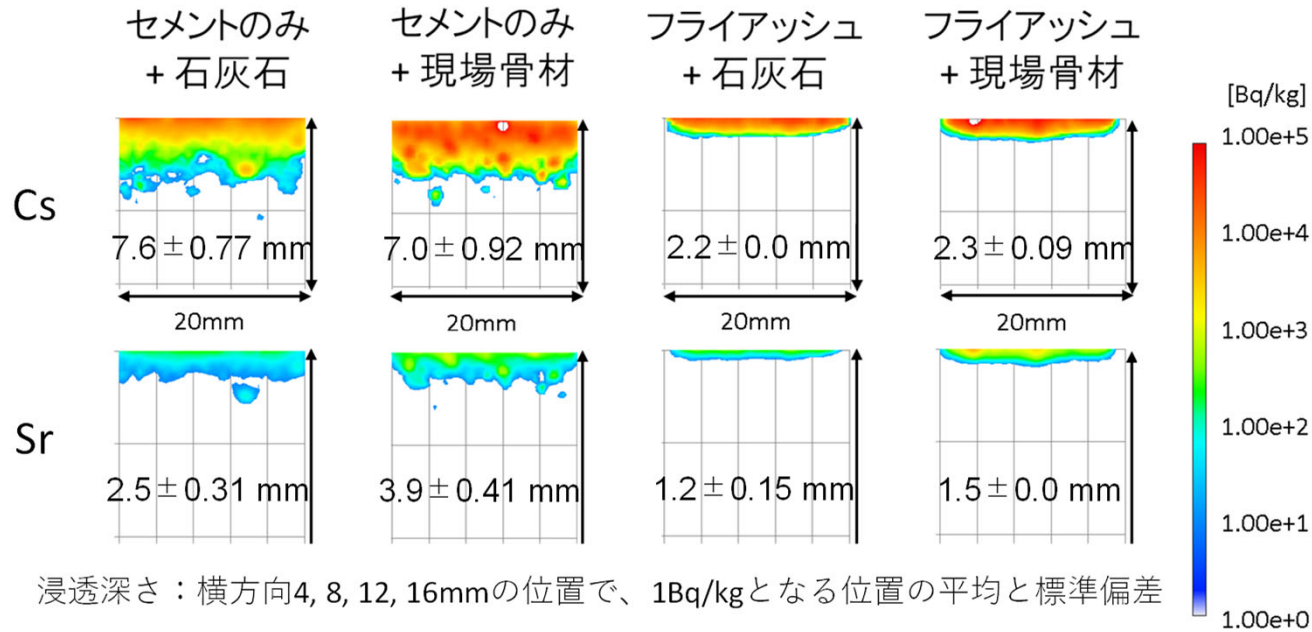 セメントのみ
+ 石灰石
セメントのみ
+ 現場骨材
フライアッシュ
+ 石灰石
フライアッシュ
+ 現場骨材
[Bq/kg]
1.00e+5
1.00e+4
1.00e+3
1.00e+2
1.00e+1
1.00e+0
Cs
7.6±0.77 mm
7.0±0.92 mm
2.2±0.0 mm
2.3±0.09 mm
20mm
20mm
20mm
20mm
Sr
2.5±0.31 mm
3.9±0.41 mm
1.2±0.15 mm
1.5±0.0 mm
浸透深さ：横方向4, 8, 12, 16mmの位置で、1Bq/kgとなる位置の平均と標準偏差